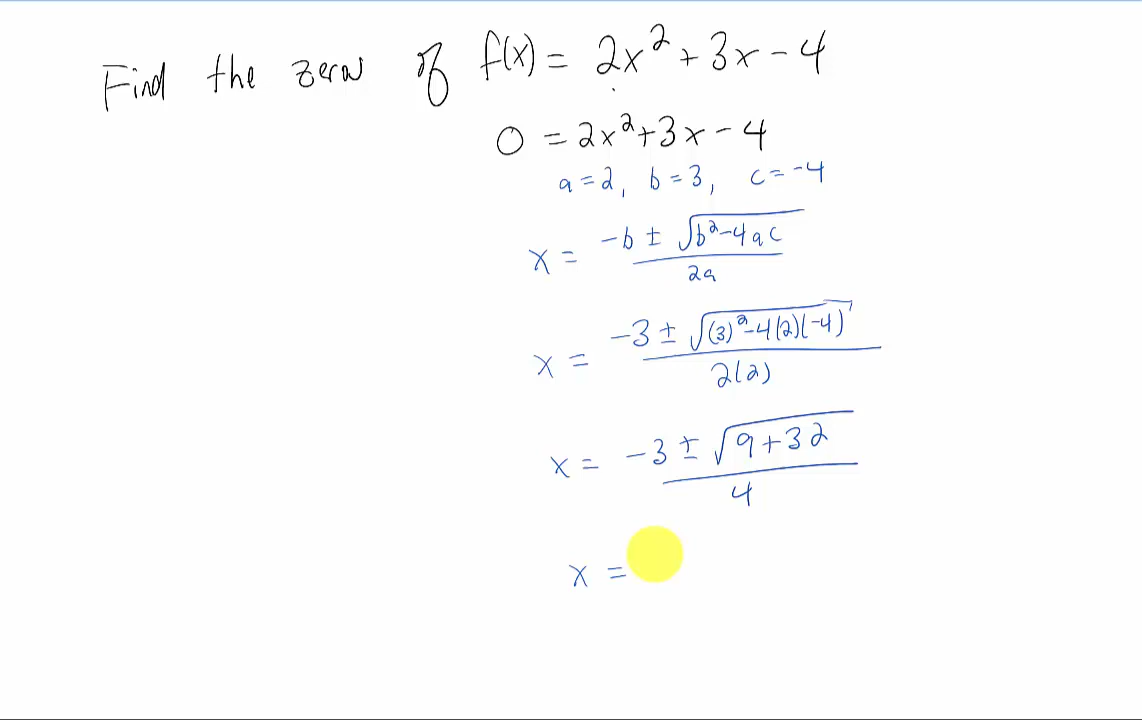 Find the zeros of f(x) = 2x² + 3x - 4
0 = 2x² + 3x - 4
a = 2, b = 3, c = -4
x = (-b ± √(b² - 4ac)) / 2a
x = (-3 ± √((3)² - 4(2)(-4))) / 2(2)
x = (-3 ± √(9 + 32)) / 4
x =